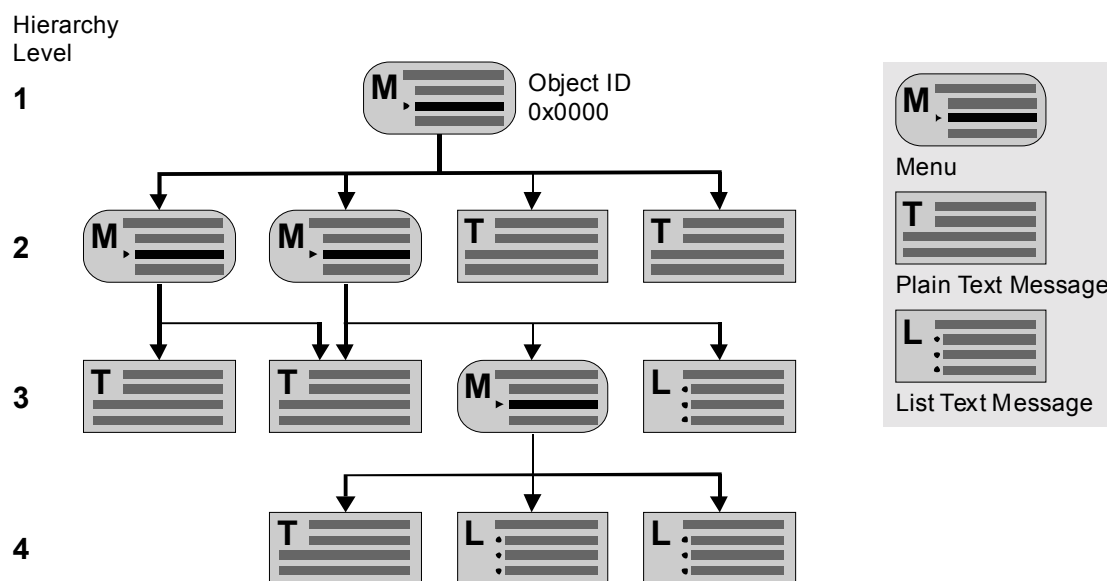 Hierarchy
Level
1
M
Object ID
0x0000
2
M
M
T
T
3
T
T
M
L
4
T
L
L
M
Menu
T
Plain Text Message
L
List Text Message